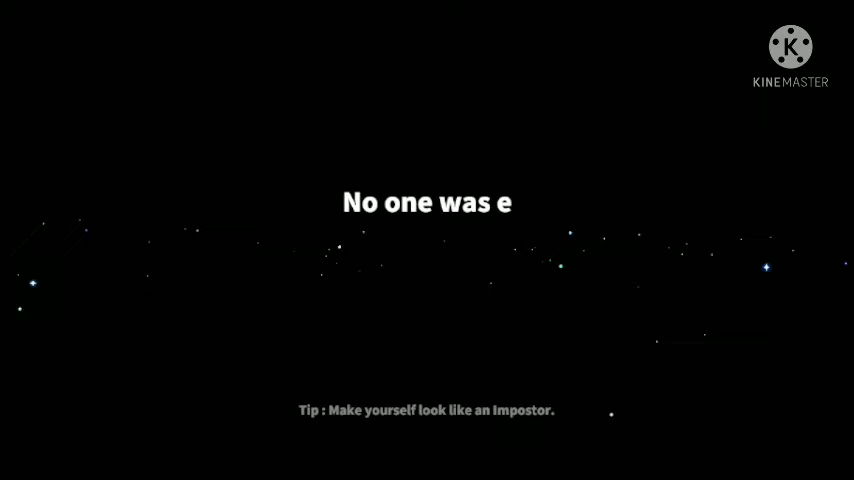 K
KINEMASTER
No one was e
Tip : Make yourself look like an Impostor.